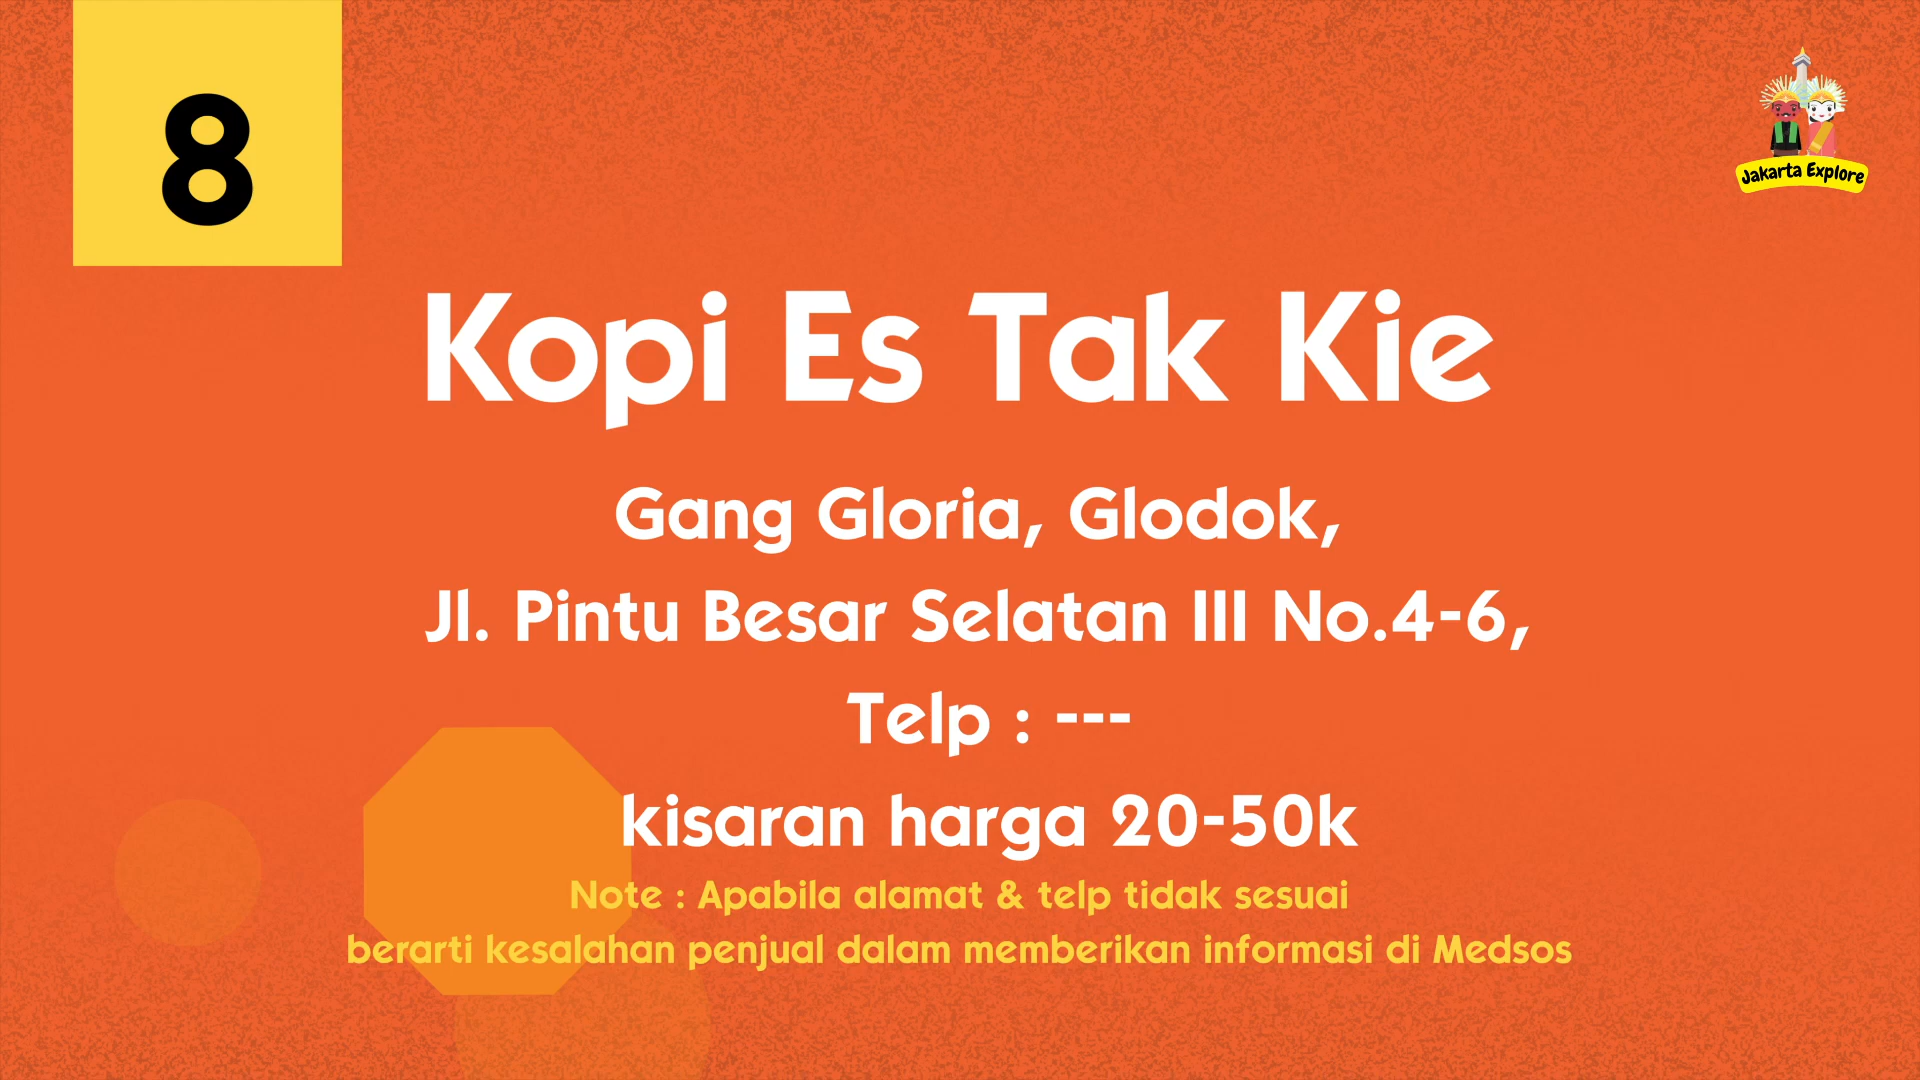 8
Jakarta Explore
Kopi Es Tak Kie
Gang Gloria, Glodok,
Jl. Pintu Besar Selatan III No.4-6,
Telp : ---
kisaran harga 20-50k
Note : Apabila alamat & telp tidak sesuai
berarti kesalahan penjual dalam memberikan informasi di Medsos